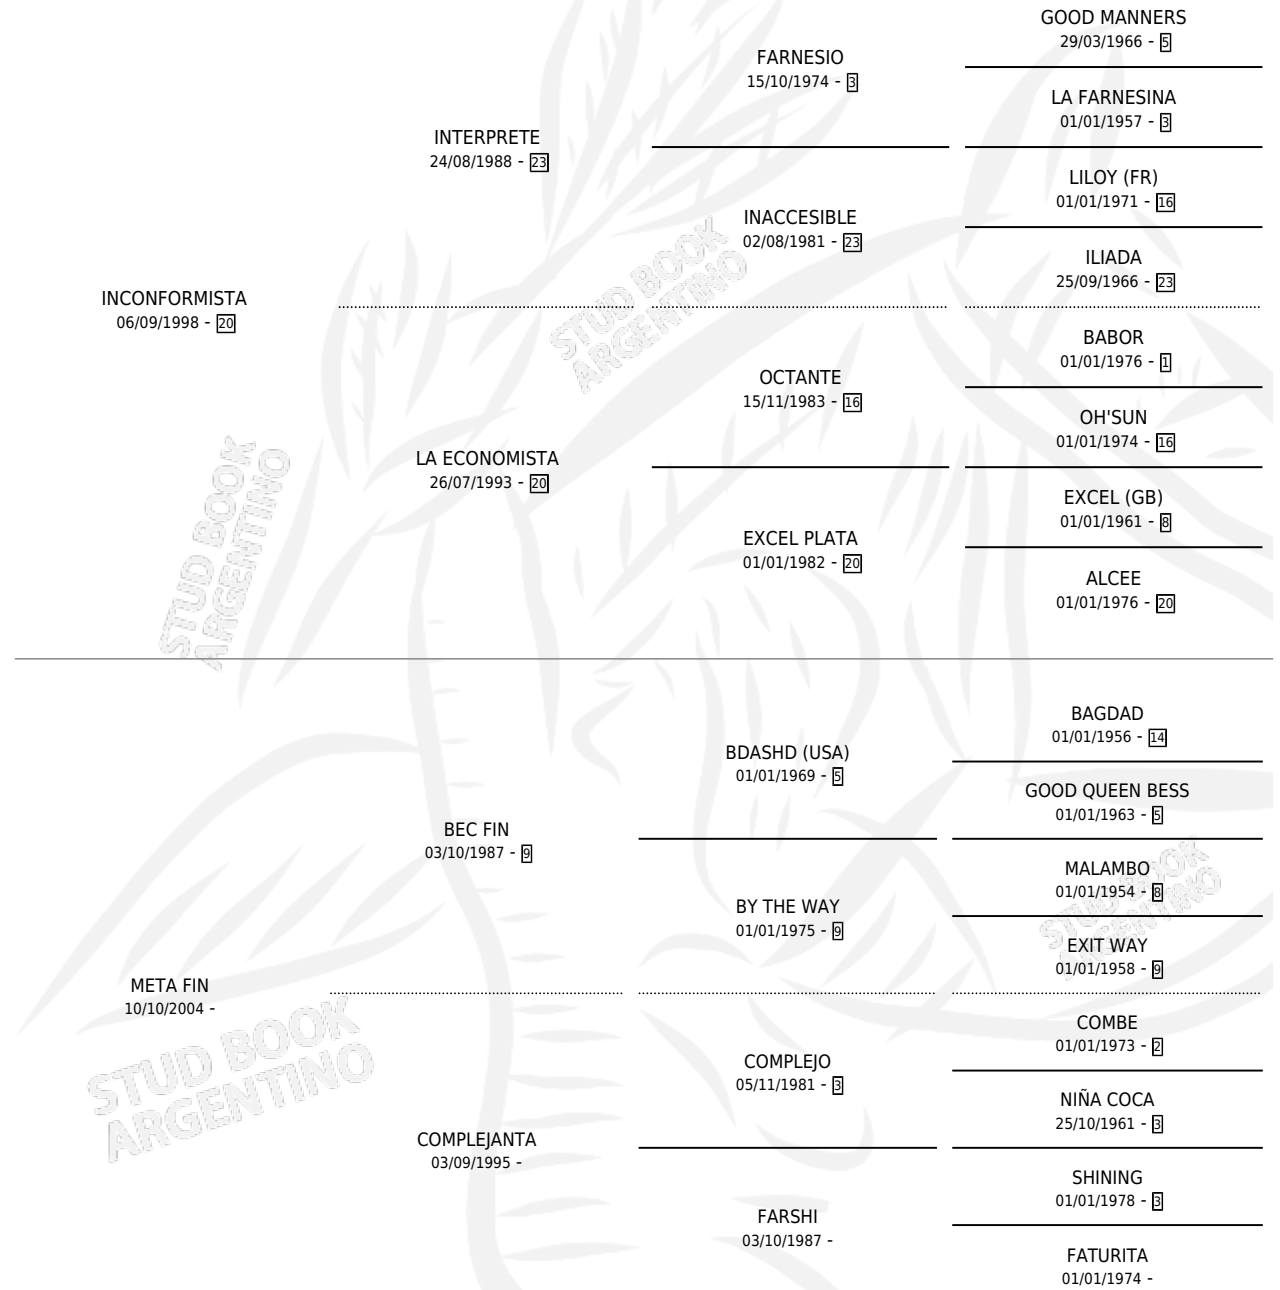 GOOD MANNERS
29/03/1966 - 5
FARNESIO
15/10/1974 - 3
LA FARNESINA
01/01/1957 - 3
INTERPRETE
24/08/1988 - 23
LILOY (FR)
01/01/1971 - 16
INACCESIBLE
02/08/1981 - 23
ILIADA
25/09/1966 - 23
INCONFORMISTA
06/09/1998 - 20
BABOR
01/01/1976 - 1
OCTANTE
15/11/1983 - 16
OH'SUN
01/01/1974 - 16
LA ECONOMISTA
26/07/1993 - 20
EXCEL (GB)
01/01/1961 - 8
EXCEL PLATA
01/01/1982 - 20
ALCEE
01/01/1976 - 20
STUD BOOK
ARGENTINO
STUD BOOK
ARGENTINO
BAGDAD
01/01/1956 - 14
BDASHD (USA)
01/01/1969 - 5
GOOD QUEEN BESS
01/01/1963 - 5
BEC FIN
03/10/1987 - 9
MALAMBO
01/01/1954 - 8
BY THE WAY
01/01/1975 - 9
EXIT WAY
01/01/1958 - 9
META FIN
10/10/2004 -
COMBE
01/01/1973 - 2
COMPLEJO
05/11/1981 - 3
NIÑA COCA
25/10/1961 - 3
COMPLEJANTA
03/09/1995 -
SHINING
01/01/1978 - 3
FARSHI
03/10/1987 -
FATURITA
01/01/1974 -
STUD BOOK
ARGENTINO
STUD BOOK
ARGENTINO